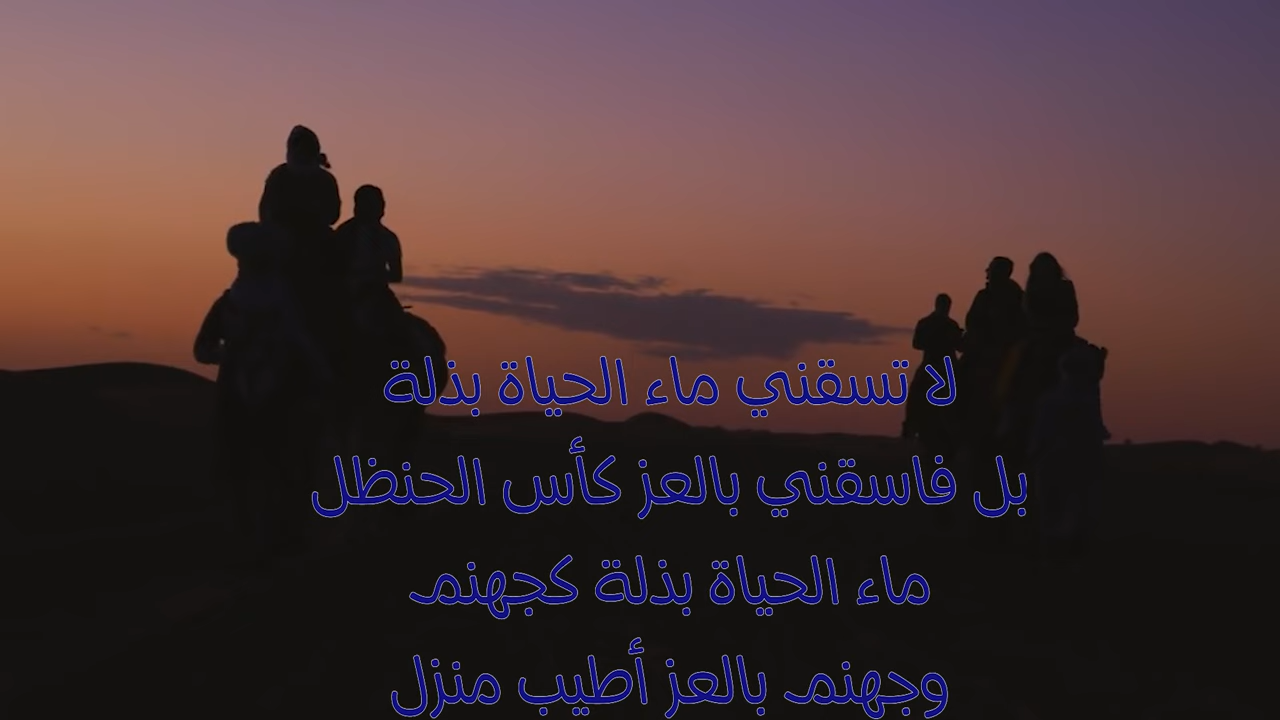 لا تسقني ماء الحياة بذلة
بل فاسقني بالعز كأس الحنظل
ماء الحياة بذلة كجهنم
وجهنم بالعز أطيب منزل